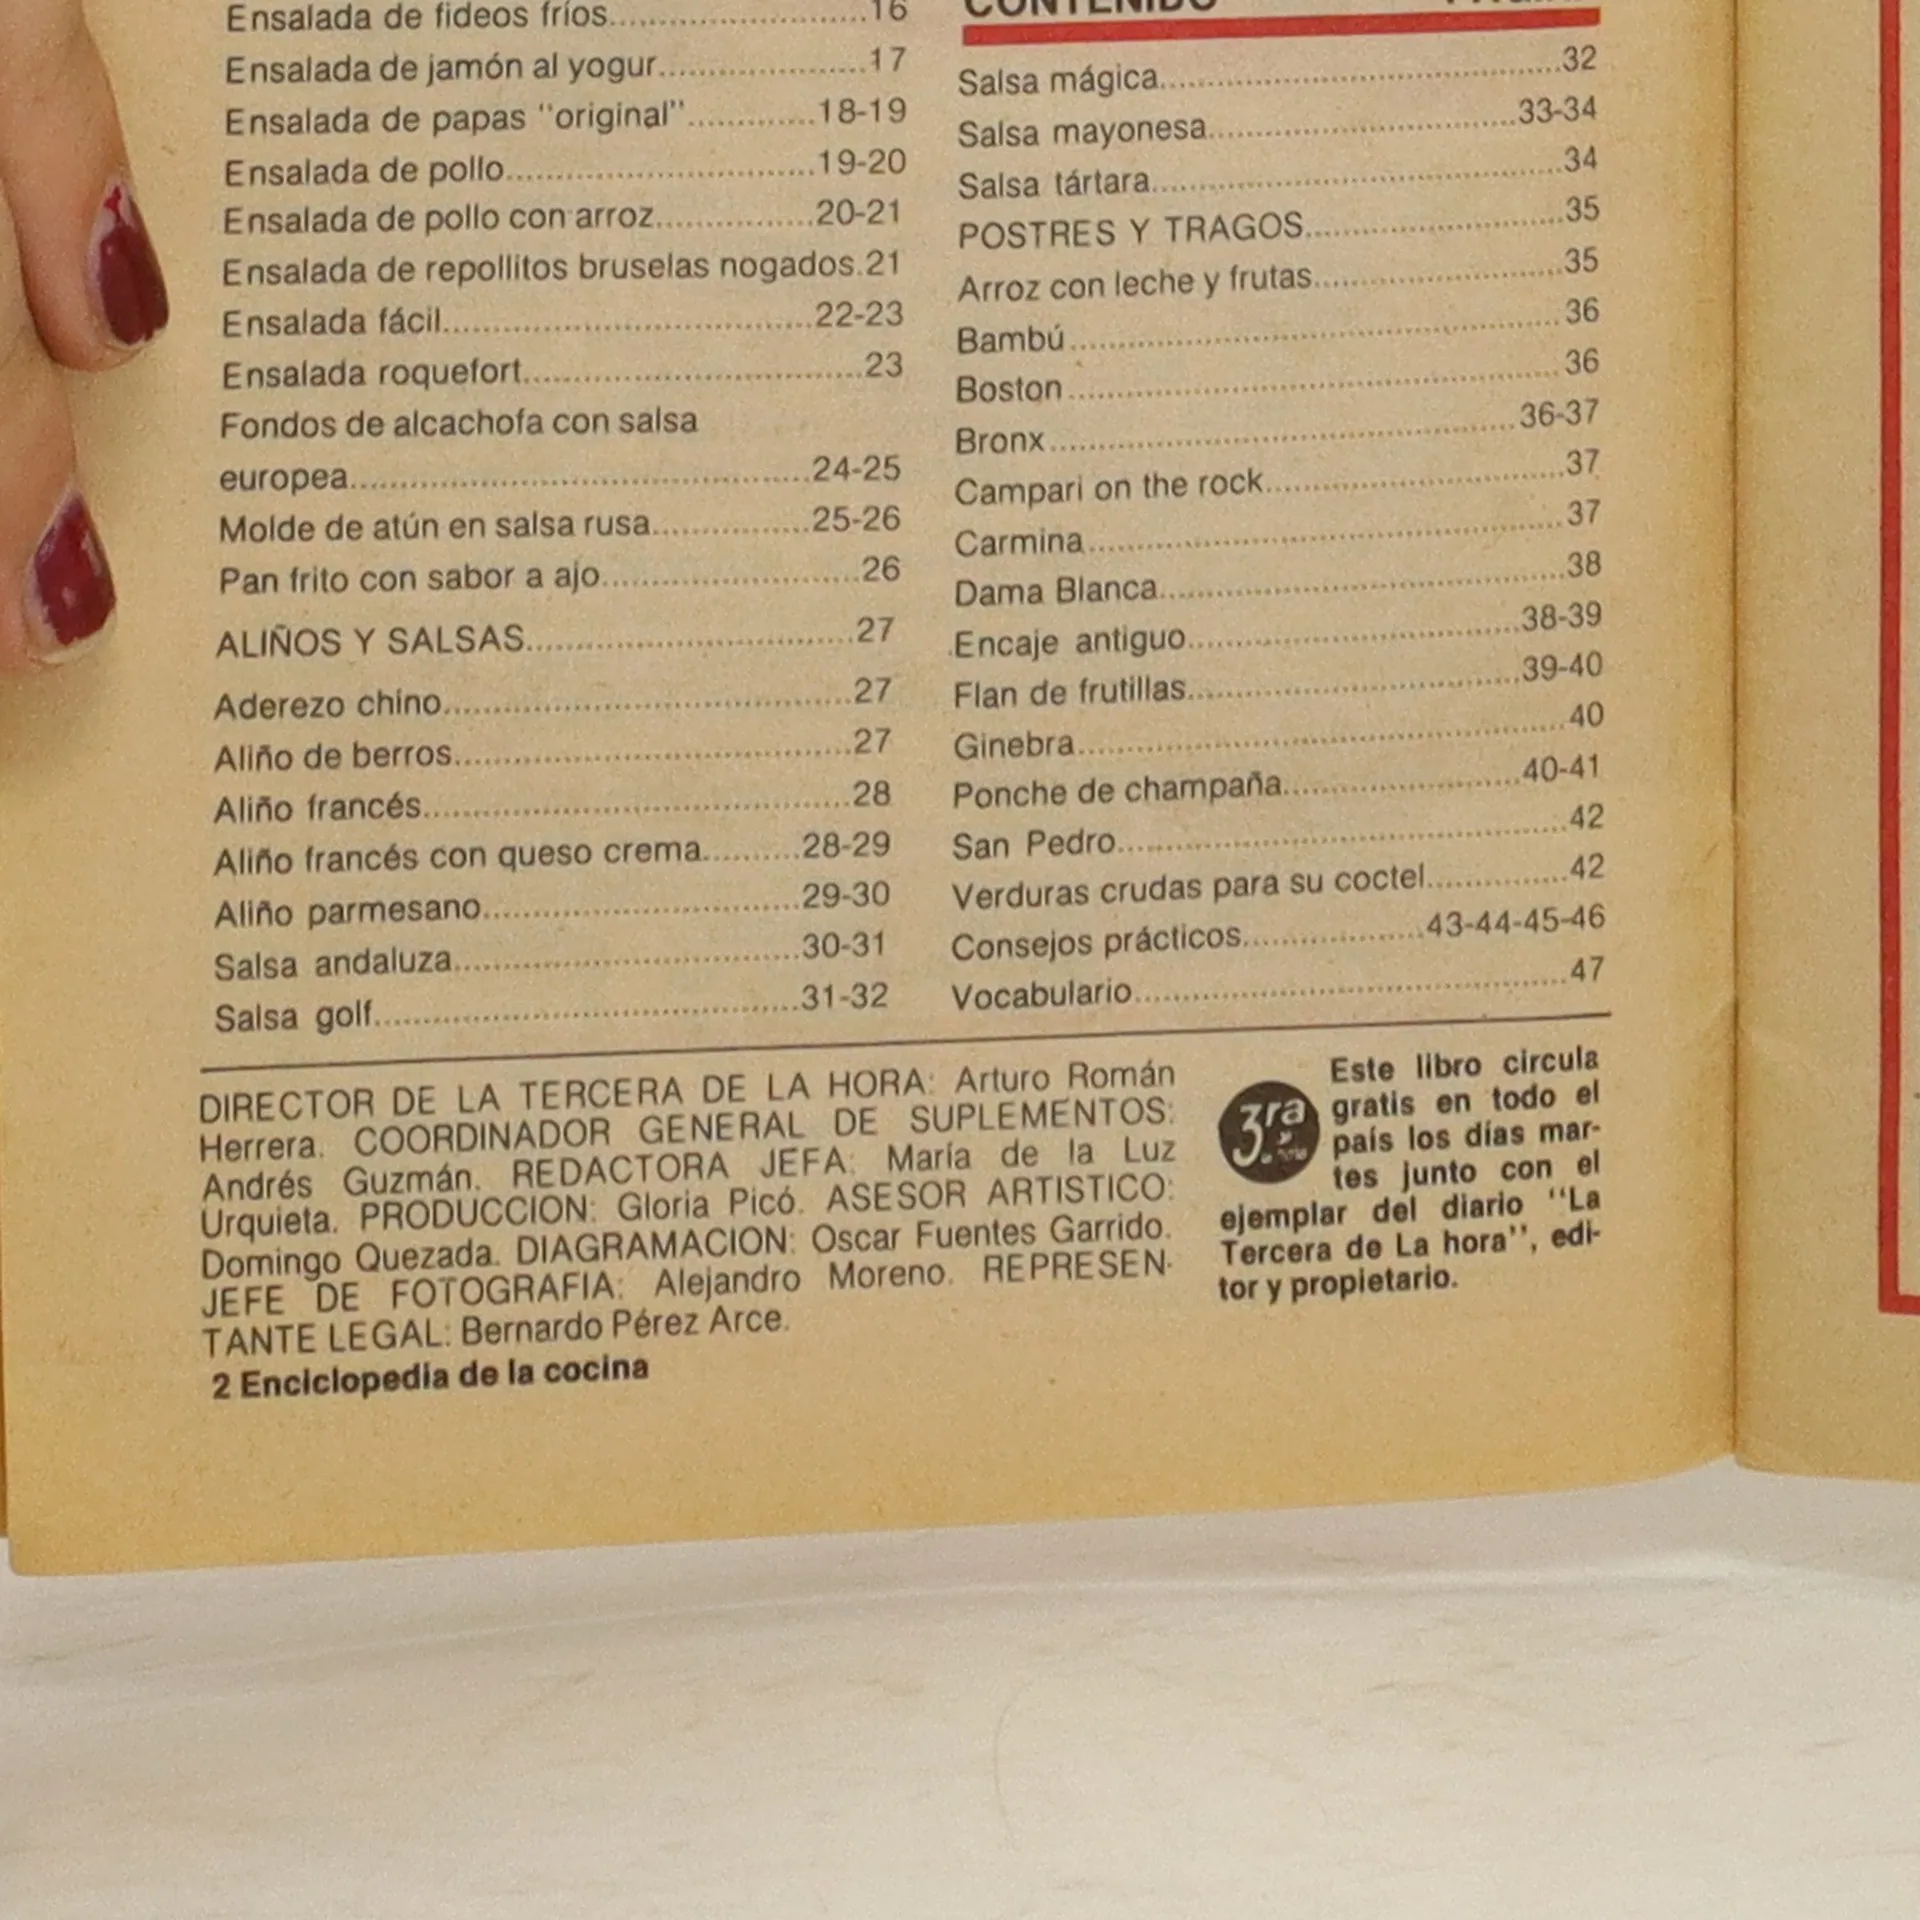 Ensalada de fideos fríos..........................16
Ensalada de jamón al yogur.....................17
Ensalada de papas "original".............18-19
Ensalada de pollo...............................19-20
Ensalada de pollo con arroz................20-21
Ensalada de repollitos bruselas nogados.21
Ensalada fácil.....................................22-23
Ensalada roquefort..................................23
Fondos de alcachofa con salsa
europea..............................................24-25
Molde de atún en salsa rusa................25-26
Pan frito con sabor a ajo..........................26
ALIÑOS Y SALSAS.................................27
Aderezo chino.........................................27
Aliño de berros........................................27
Aliño francés...........................................28
Aliño francés con queso crema..........28-29
Aliño parmesano................................29-30
Salsa andaluza...................................30-31
Salsa golf...........................................31-32
CONTENIDO
Salsa mágica........................................32
Salsa mayonesa...............................33-34
Salsa tártara.........................................34
POSTRES Y TRAGOS..........................35
Arroz con leche y frutas.........................35
Bambú.................................................36
Boston.................................................36
Bronx..............................................36-37
Campari on the rock..............................37
Carmina................................................37
Dama Blanca........................................38
Encaje antiguo.................................38-39
Flan de frutillas.................................39-40
Ginebra.................................................40
Ponche de champaña.......................40-41
San Pedro............................................42
Verduras crudas para su coctel..............42
Consejos prácticos..................43-44-45-46
Vocabulario...........................................47
DIRECTOR DE LA TERCERA DE LA HORA: Arturo Román
Herrera. COORDINADOR GENERAL DE SUPLEMENTOS:
Andrés Guzmán. REDACTORA JEFA: María de la Luz
Urquieta. PRODUCCION: Gloria Picó. ASESOR ARTISTICO:
Domingo Quezada. DIAGRAMACION: Oscar Fuentes Garrido.
JEFE DE FOTOGRAFIA: Alejandro Moreno. REPRESEN-
TANTE LEGAL: Bernardo Pérez Arce.
2 Enciclopedia de la cocina
3ra
Este libro circula
gratis en todo el
país los días mar-
tes junto con el
ejemplar del diario "La
Tercera de La hora", edi-
tor y propietario.